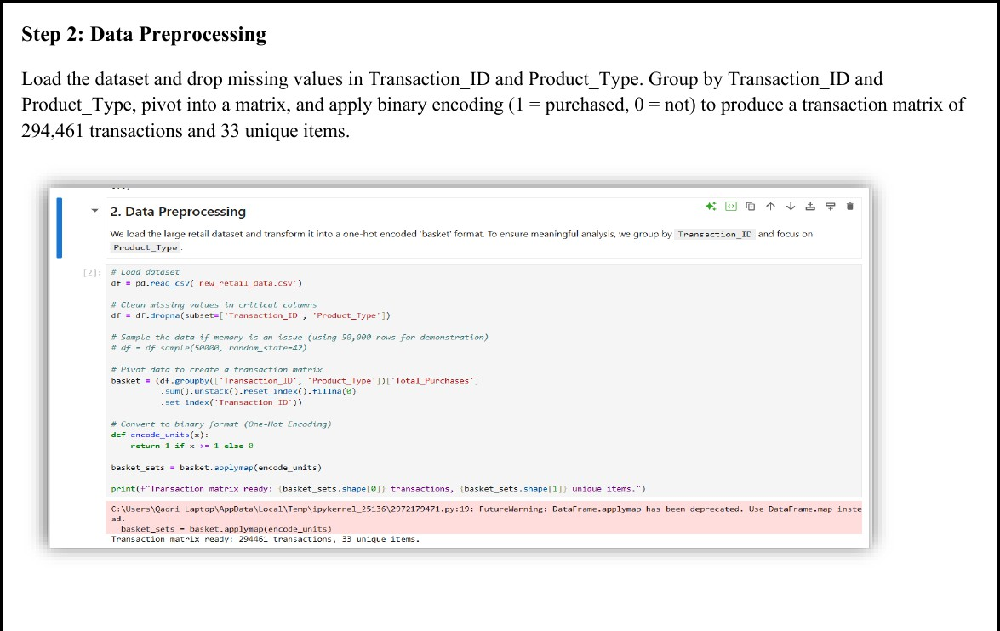 Step 2: Data Preprocessing
Load the dataset and drop missing values in Transaction_ID and Product_Type. Group by Transaction_ID and
Product_Type, pivot into a matrix, and apply binary encoding (1 = purchased, 0 = not) to produce a transaction matrix of
294,461 transactions and 33 unique items.
2. Data Preprocessing
We load the large retail dataset and transform it into a one-hot encoded 'basket' format. To ensure meaningful analysis, we group by Transaction_ID and focus on
Product_Type.
[2]: # Load dataset
df = pd.read_csv('new_retail_data.csv')
# Clean missing values in critical columns
df = df.dropna(subset=['Transaction_ID', 'Product_Type'])
# Sample the data if memory is an issue (using 50,000 rows for demonstration)
# df = df.sample(50000, random_state=42)
# Pivot data to create a transaction matrix
basket = (df.groupby(['Transaction_ID', 'Product_Type'])['Total_Purchases']
.sum().unstack().reset_index().fillna(0)
.set_index('Transaction_ID'))
# Convert to binary format (One-Hot Encoding)
def encode_units(x):
return 1 if x >= 1 else 0
basket_sets = basket.applymap(encode_units)
print(f"Transaction matrix ready: {basket_sets.shape[0]} transactions, {basket_sets.shape[1]} unique items.")
C:\Users\Qadri Laptop\AppData\Local\Temp\ipykernel_25136\2972179471.py:19: FutureWarning: DataFrame.applymap has been deprecated. Use DataFrame.map inste
ad.
basket_sets = basket.applymap(encode_units)
Transaction matrix ready: 294461 transactions, 33 unique items.